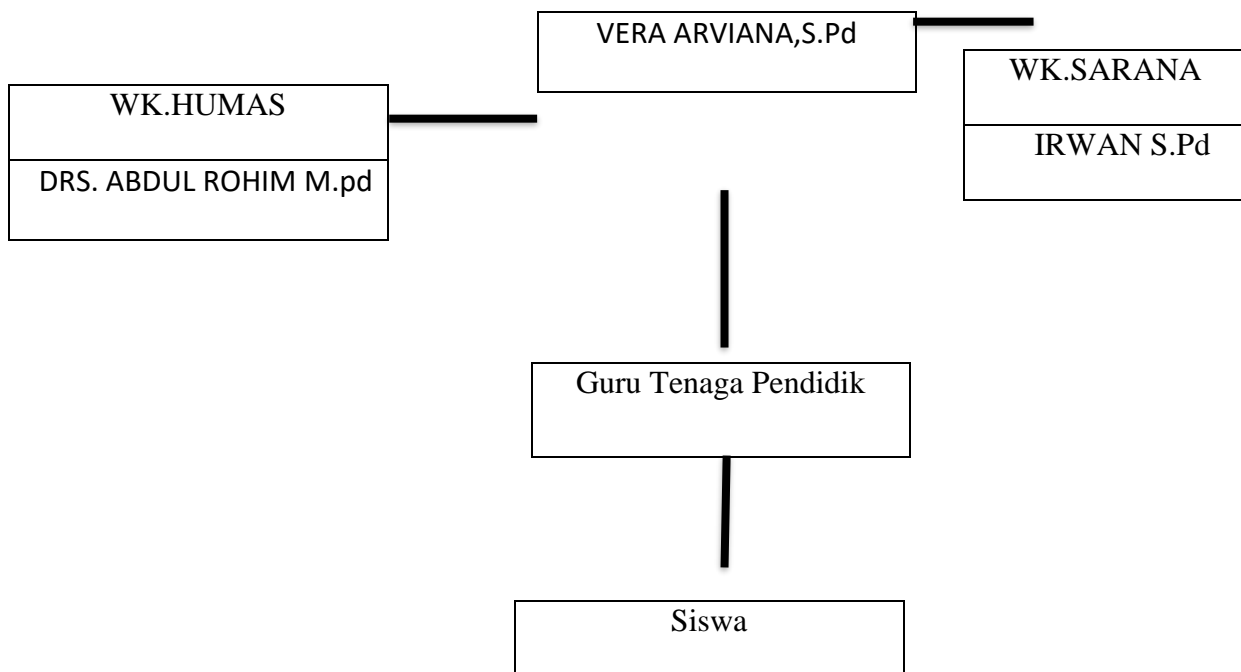 VERA ARVIANA,S.Pd
WK.HUMAS
DRS. ABDUL ROHIM M.pd
WK.SARANA
IRWAN S.Pd
Guru Tenaga Pendidik
Siswa